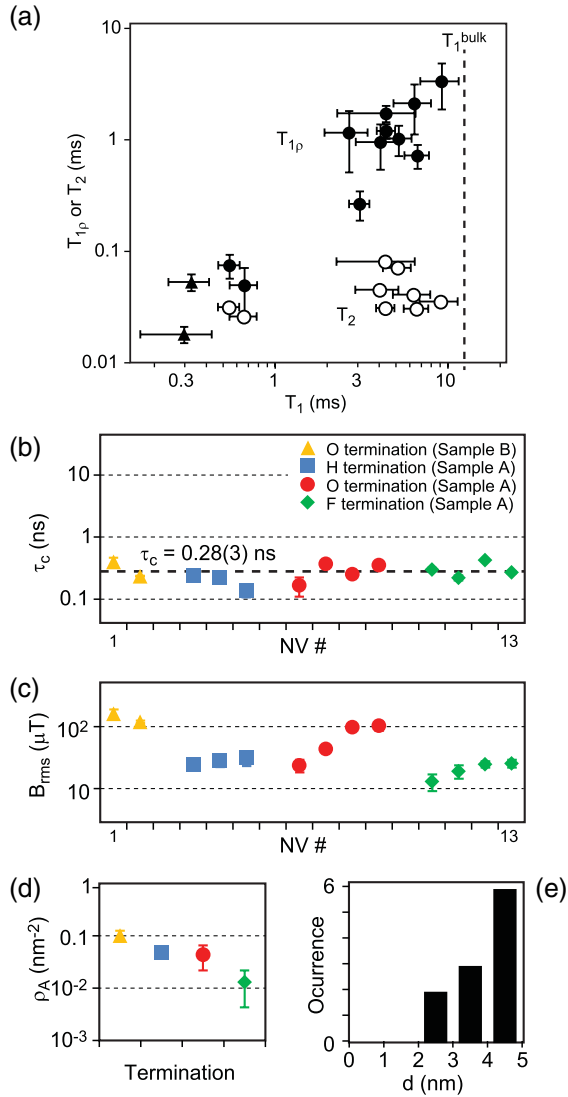 (a)
T₁ᵇᵘˡᵏ
10
1
0.1
0.01
T₁ρ or T₂ (ms)
T₁ρ
T₂
0.3
1
3
10
T₁ (ms)
(b)
O termination (Sample B)
H termination (Sample A)
O termination (Sample A)
F termination (Sample A)
10
1
0.1
τc (ns)
τc = 0.28(3) ns
1
NV #
13
(c)
10²
10
Brms (μT)
1
NV #
13
(d)
1
0.1
10⁻²
10⁻³
ρA (nm⁻²)
Termination
(e)
6
0
Ocurrence
0 1 2 3 4 5
d (nm)